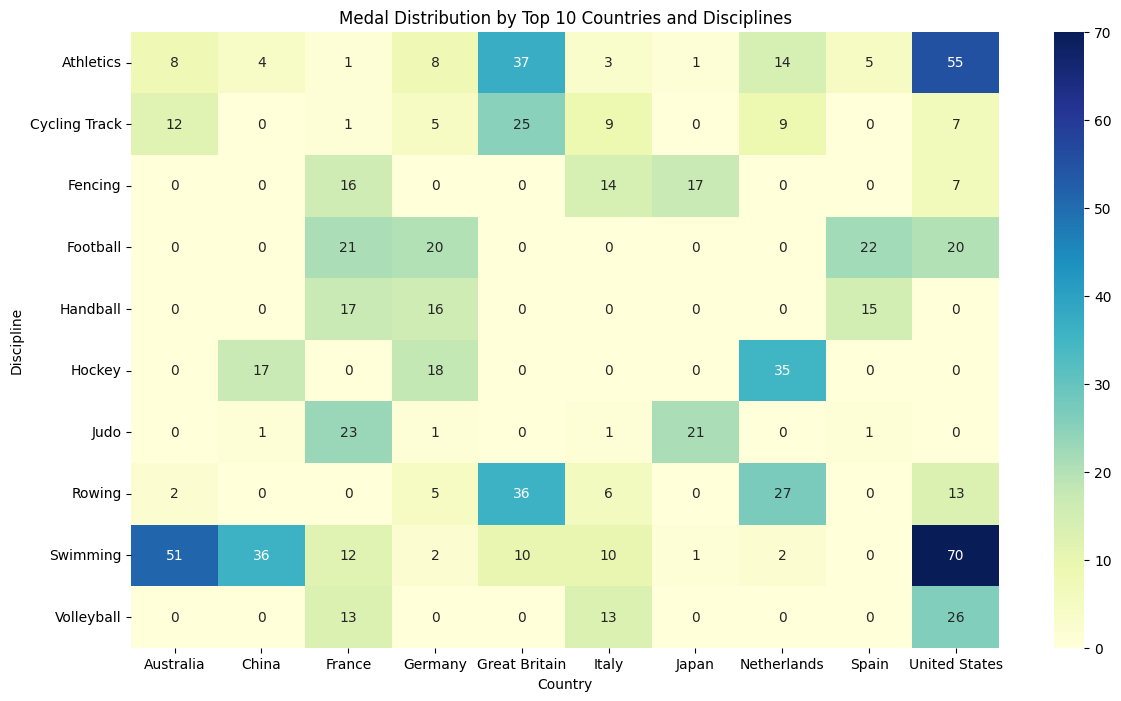 Medal Distribution by Top 10 Countries and Disciplines
Athletics 8 4 1 8 37 3 1 14 5 55
Cycling Track 12 0 1 5 25 9 0 9 0 7
Fencing 0 0 16 0 0 14 17 0 0 7
Football 0 0 21 20 0 0 0 0 22 20
Handball 0 0 17 16 0 0 0 0 15 0
Hockey 0 17 0 18 0 0 0 35 0 0
Judo 0 1 23 1 0 1 21 0 1 0
Rowing 2 0 0 5 36 6 0 27 0 13
Swimming 51 36 12 2 10 10 1 2 0 70
Volleyball 0 0 13 0 0 13 0 0 0 26
Australia China France Germany Great Britain Italy Japan Netherlands Spain United States
Country
Discipline
70
60
50
40
30
20
10
0